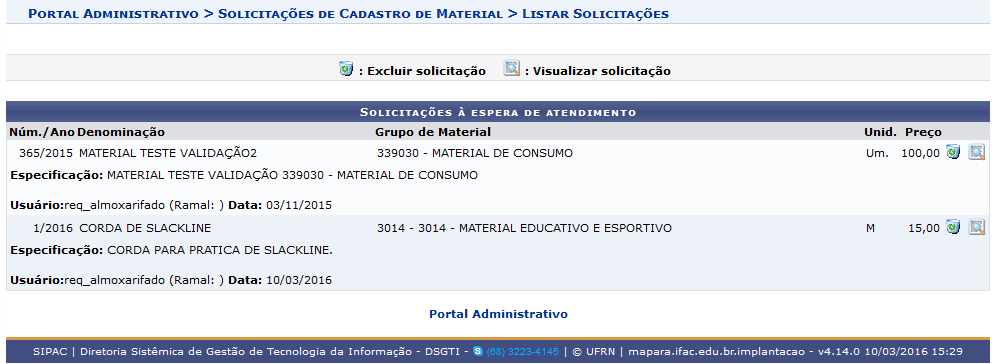 Portal Administrativo > Solicitações de Cadastro de Material > Listar Solicitações
: Excluir solicitação : Visualizar solicitação
Solicitações à espera de atendimento
Núm./Ano Denominação Grupo de Material Unid. Preço
365/2015 MATERIAL TESTE VALIDAÇÃO2 339030 - MATERIAL DE CONSUMO Um. 100,00
Especificação: MATERIAL TESTE VALIDAÇÃO 339030 - MATERIAL DE CONSUMO
Usuário:req_almoxarifado (Ramal: ) Data: 03/11/2015
1/2016 CORDA DE SLACKLINE 3014 - 3014 - MATERIAL EDUCATIVO E ESPORTIVO M 15,00
Especificação: CORDA PARA PRATICA DE SLACKLINE.
Usuário:req_almoxarifado (Ramal: ) Data: 10/03/2016
Portal Administrativo
SIPAC | Diretoria Sistêmica de Gestão de Tecnologia da Informação - DSGTI - (68) 3223-4145 | © UFRN | mapara.ifac.edu.br.implantacao - v4.14.0 10/03/2016 15:29